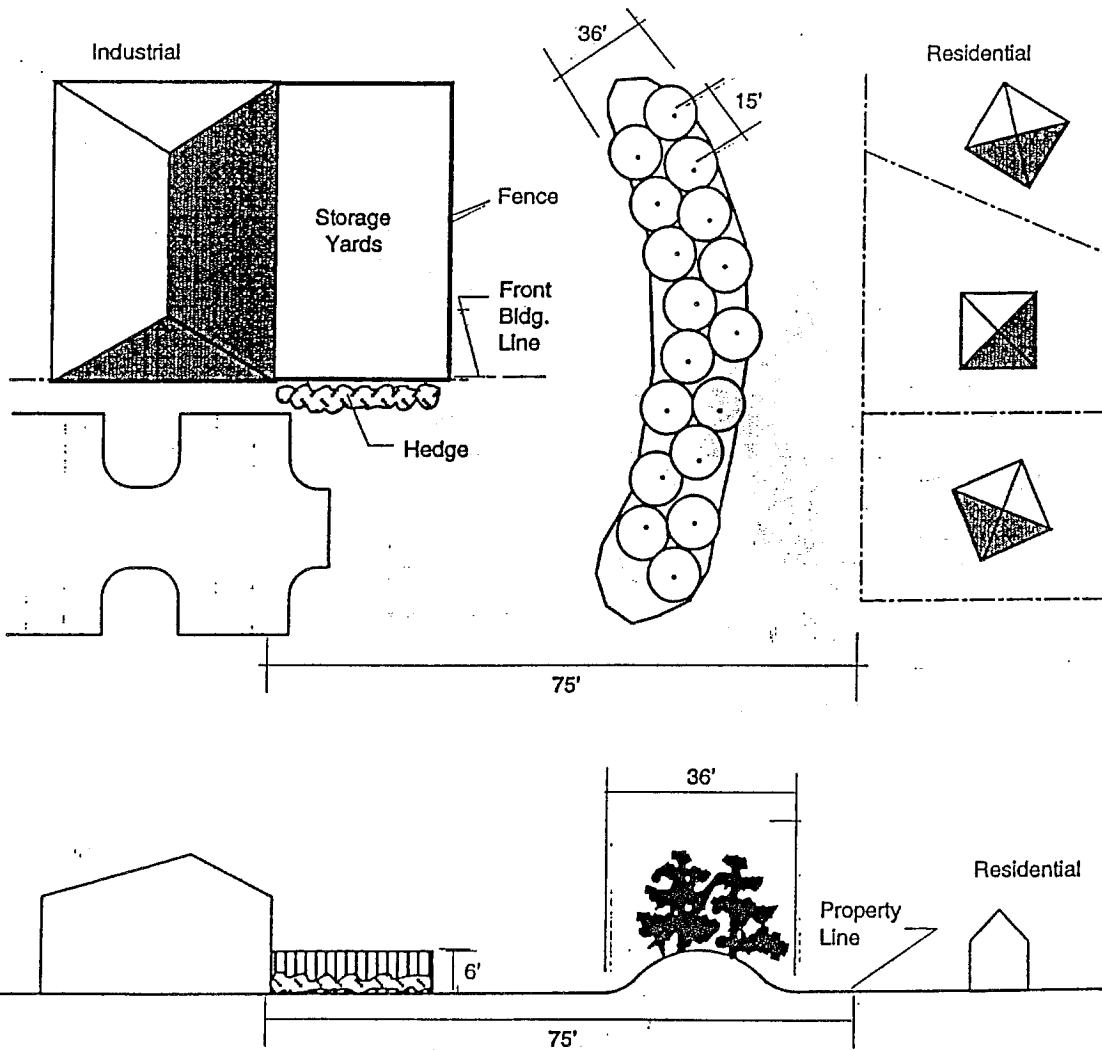 Industrial
36'
Residential
15'
Storage
Yards
Fence
Front
Bldg.
Line
Hedge
75'
36'
Residential
Property
Line
6'
75'